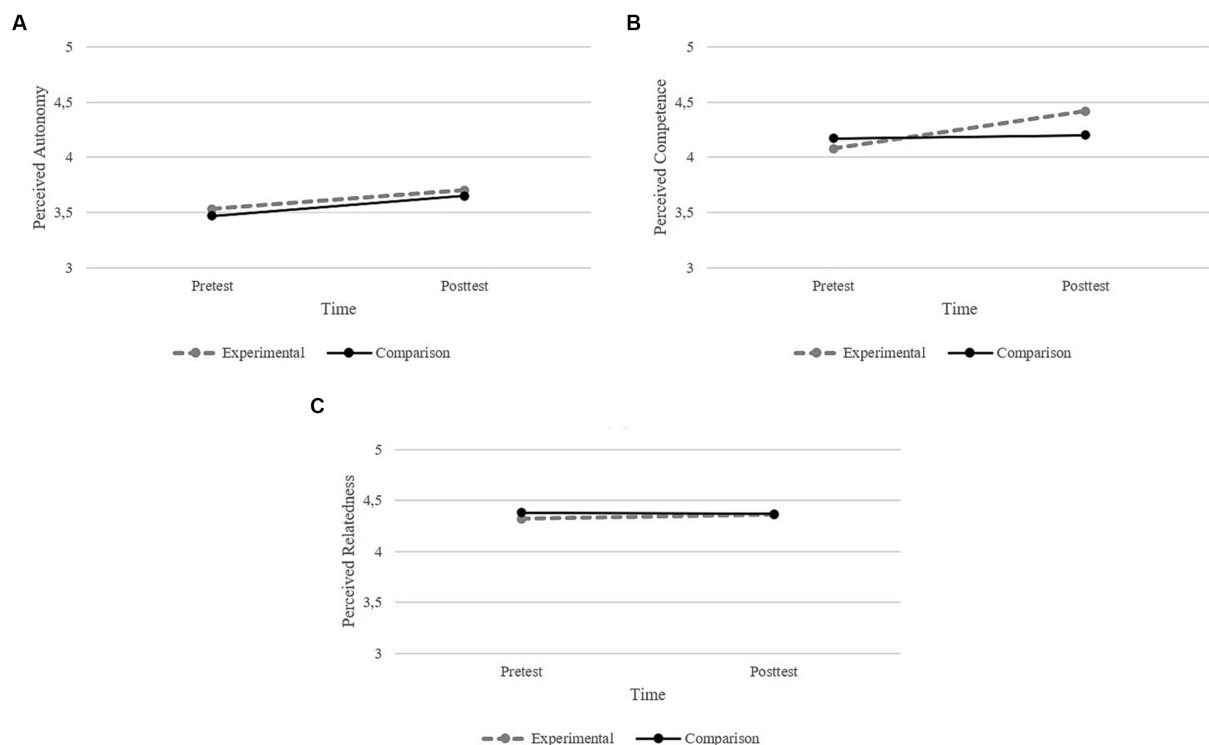 A
Perceived Autonomy
5
4,5
4
3,5
3
Pretest Posttest
Time
Experimental Comparison
B
Perceived Competence
5
4,5
4
3,5
3
Pretest Posttest
Time
Experimental Comparison
C
Perceived Relatedness
5
4,5
4
3,5
3
Pretest Posttest
Time
Experimental Comparison